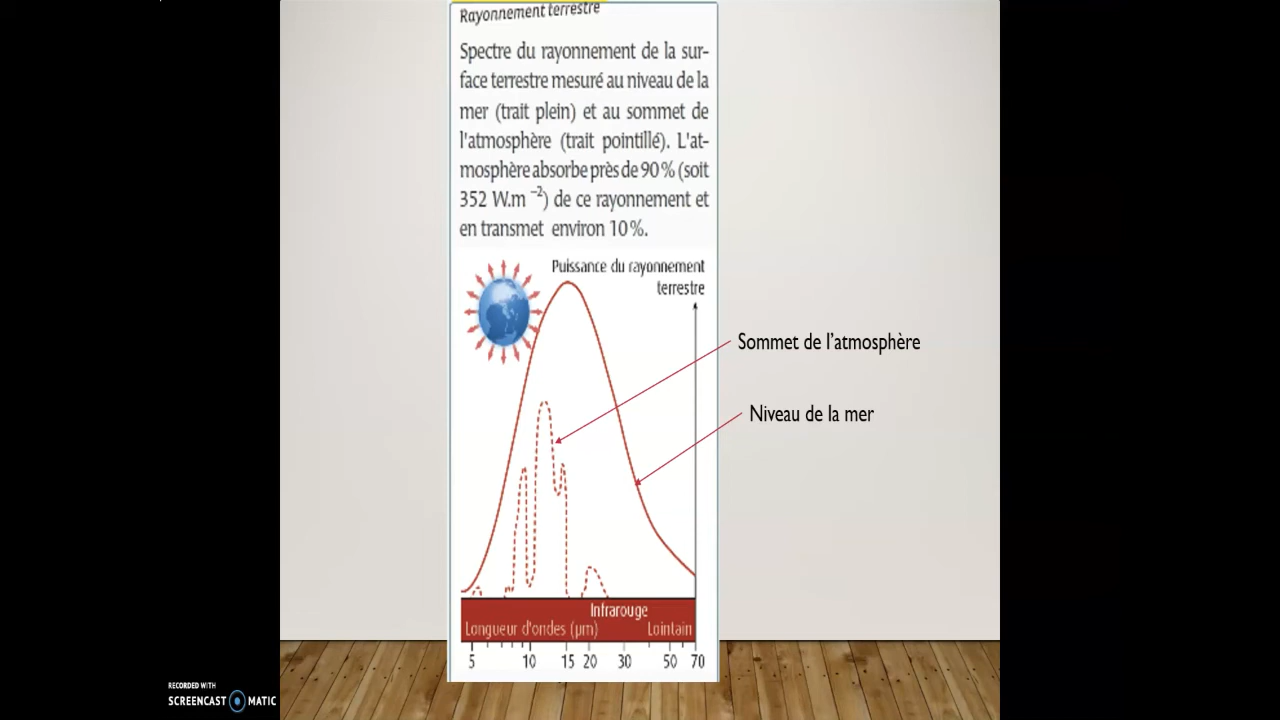 Rayonnement terrestre
Spectre du rayonnement de la sur-
face terrestre mesuré au niveau de la
mer (trait plein) et au sommet de
l'atmosphère (trait pointillé). L'at-
mosphère absorbe près de 90 % (soit
352 W.m ⁻²) de ce rayonnement et
en transmet environ 10 %.
Puissance du rayonnement
terrestre
Sommet de l'atmosphère
Niveau de la mer
Infrarouge
Longueur d'ondes (µm) Lointain
5 10 15 20 30 50 70
RECORDED WITH
SCREENCAST MATIC